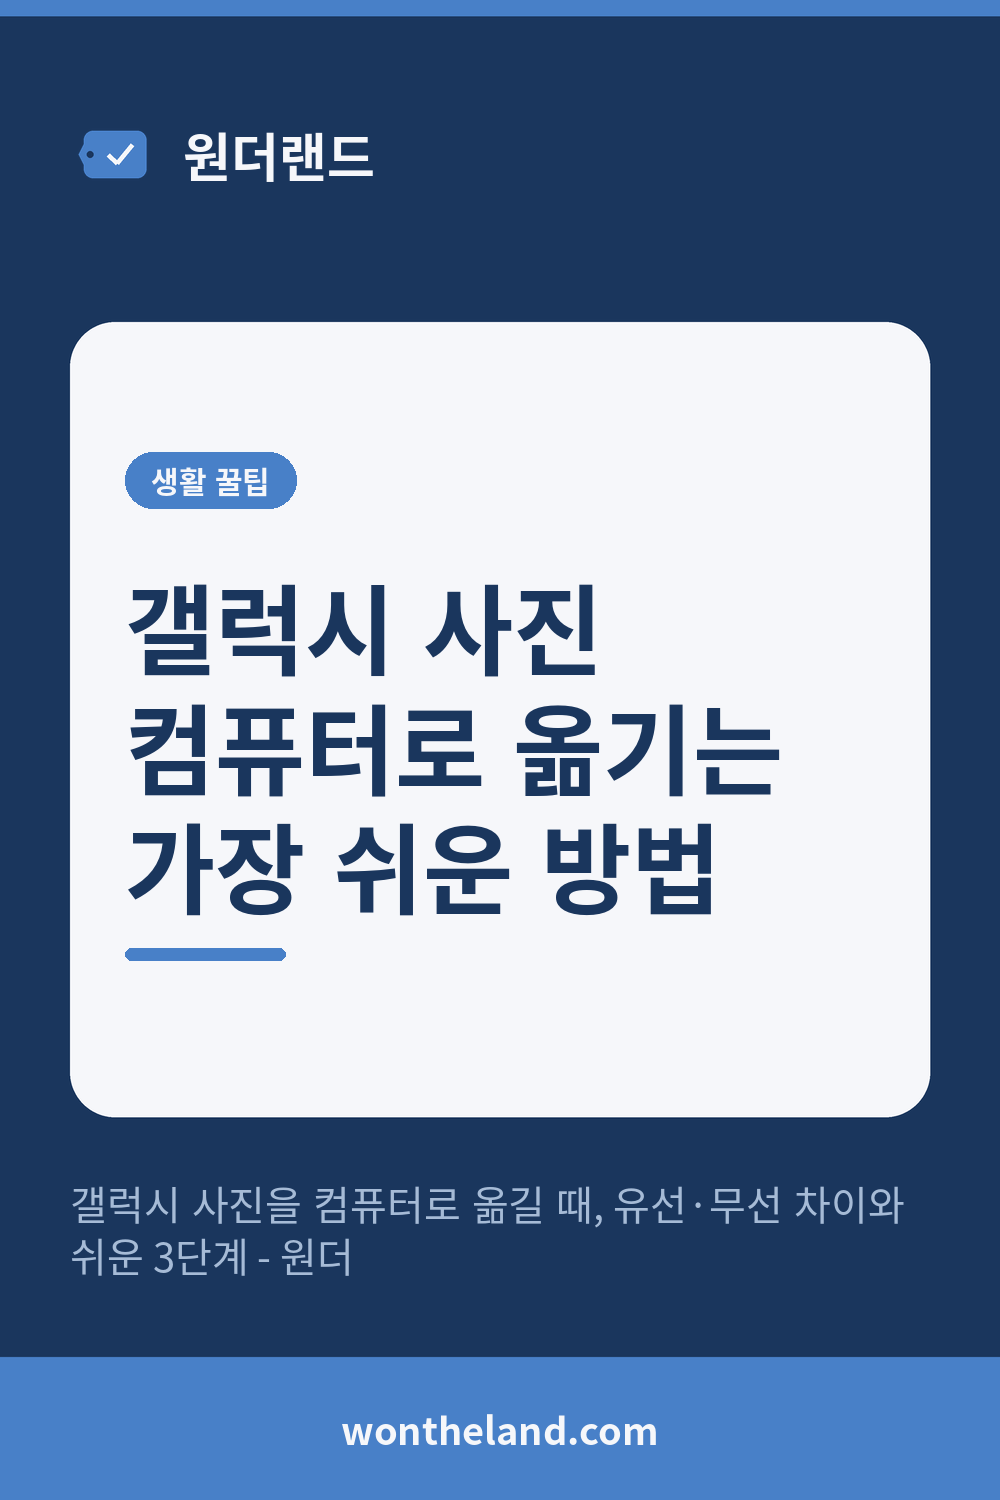 원더랜드
생활 꿀팁
갤럭시 사진
컴퓨터로 옮기는
가장 쉬운 방법
갤럭시 사진을 컴퓨터로 옮길 때, 유선·무선 차이와
쉬운 3단계 - 원더
wontheland.com